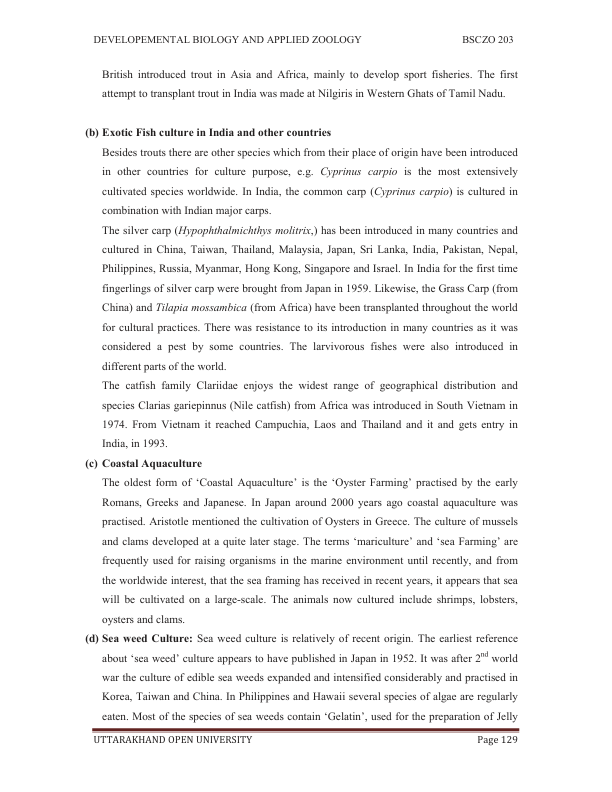 DEVELOPEMENTAL BIOLOGY AND APPLIED ZOOLOGY BSCZO 203
British introduced trout in Asia and Africa, mainly to develop sport fisheries. The first
attempt to transplant trout in India was made at Nilgiris in Western Ghats of Tamil Nadu.
(b) Exotic Fish culture in India and other countries
Besides trouts there are other species which from their place of origin have been introduced
in other countries for culture purpose, e.g. Cyprinus carpio is the most extensively
cultivated species worldwide. In India, the common carp (Cyprinus carpio) is cultured in
combination with Indian major carps.
The silver carp (Hypophthalmichthys molitrix,) has been introduced in many countries and
cultured in China, Taiwan, Thailand, Malaysia, Japan, Sri Lanka, India, Pakistan, Nepal,
Philippines, Russia, Myanmar, Hong Kong, Singapore and Israel. In India for the first time
fingerlings of silver carp were brought from Japan in 1959. Likewise, the Grass Carp (from
China) and Tilapia mossambica (from Africa) have been transplanted throughout the world
for cultural practices. There was resistance to its introduction in many countries as it was
considered a pest by some countries. The larvivorous fishes were also introduced in
different parts of the world.
The catfish family Clariidae enjoys the widest range of geographical distribution and
species Clarias gariepinnus (Nile catfish) from Africa was introduced in South Vietnam in
1974. From Vietnam it reached Campuchia, Laos and Thailand and it and gets entry in
India, in 1993.
(c) Coastal Aquaculture
The oldest form of ‘Coastal Aquaculture’ is the ‘Oyster Farming’ practised by the early
Romans, Greeks and Japanese. In Japan around 2000 years ago coastal aquaculture was
practised. Aristotle mentioned the cultivation of Oysters in Greece. The culture of mussels
and clams developed at a quite later stage. The terms ‘mariculture’ and ‘sea Farming’ are
frequently used for raising organisms in the marine environment until recently, and from
the worldwide interest, that the sea framing has received in recent years, it appears that sea
will be cultivated on a large-scale. The animals now cultured include shrimps, lobsters,
oysters and clams.
(d) Sea weed Culture: Sea weed culture is relatively of recent origin. The earliest reference
about ‘sea weed’ culture appears to have published in Japan in 1952. It was after 2nd world
war the culture of edible sea weeds expanded and intensified considerably and practised in
Korea, Taiwan and China. In Philippines and Hawaii several species of algae are regularly
eaten. Most of the species of sea weeds contain ‘Gelatin’, used for the preparation of Jelly
UTTARAKHAND OPEN UNIVERSITY Page 129